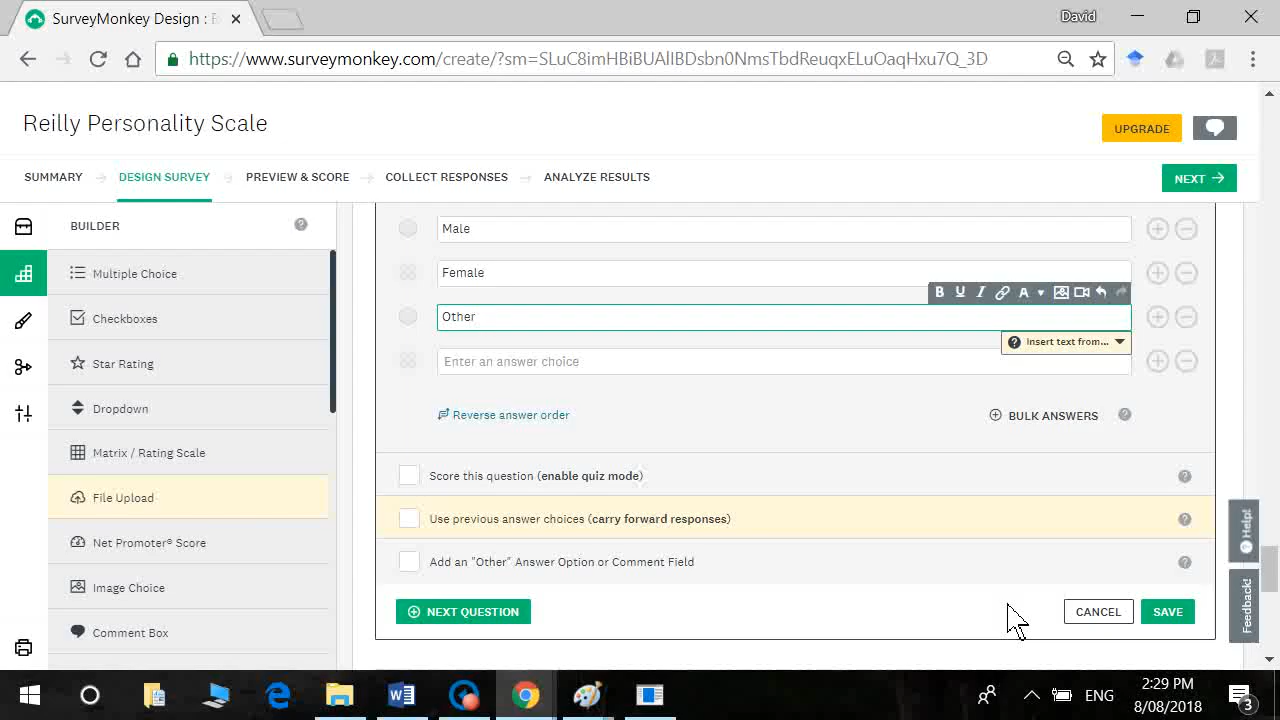 SurveyMonkey Design :
David
https://www.surveymonkey.com/create/?sm=SLuC8imHBiBUAlIBDsbn0NmsTbdReuqxELuOaqHxu7Q_3D
Reilly Personality Scale
UPGRADE
SUMMARY
DESIGN SURVEY
PREVIEW & SCORE
COLLECT RESPONSES
ANALYZE RESULTS
NEXT
BUILDER
Multiple Choice
Checkboxes
Star Rating
Dropdown
Matrix / Rating Scale
File Upload
Net Promoter® Score
Image Choice
Comment Box
Male
Female
B U I A
Other
Insert text from...
Enter an answer choice
Reverse answer order
BULK ANSWERS
Score this question (enable quiz mode)
Use previous answer choices (carry forward responses)
Add an "Other" Answer Option or Comment Field
NEXT QUESTION
CANCEL
SAVE
Help!
Feedback!
ENG
2:29 PM
8/08/2018
3